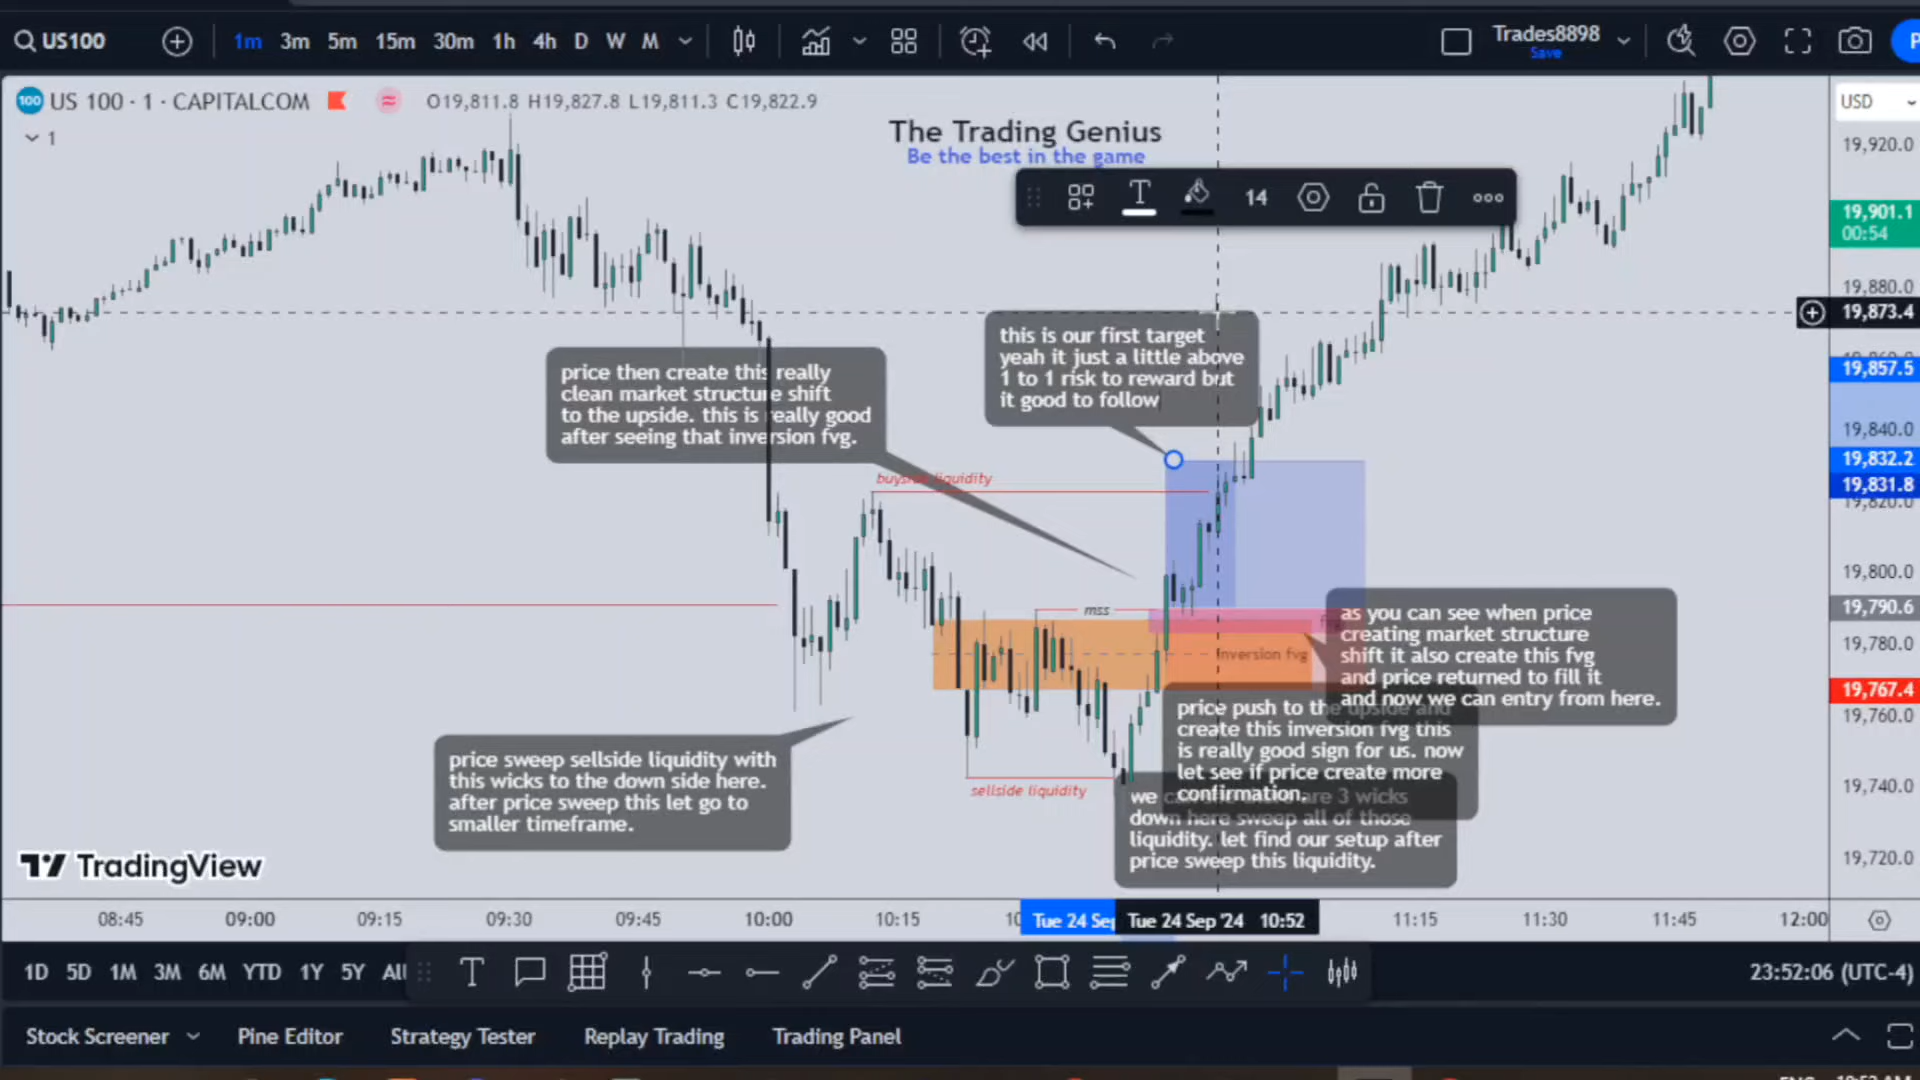 US100
1m 3m 5m 15m 30m 1h 4h D W M
Trades8898
Save
US 100 · 1 · CAPITALCOM
O19,811.8 H19,827.8 L19,811.3 C19,822.9
1
The Trading Genius
Be the best in the game
14
USD
19,920.0
19,901.1
00:54
19,880.0
19,873.4
19,857.5
19,840.0
19,832.2
19,831.8
19,800.0
19,790.6
19,780.0
19,767.4
19,760.0
19,740.0
19,720.0
this is our first target
yeah it just a little above
1 to 1 risk to reward but
it good to follow
price then create this really
clean market structure shift
to the upside. this is really good
after seeing that inversion fvg.
buyside liquidity
mss
inversion fvg
as you can see when price
creating market structure
shift it also create this fvg
and price returned to fill it
and now we can entry from here.
price push to the upside and
create this inversion fvg this
is really good sign for us. now
let see if price create more
confirmation.
price sweep sellside liquidity with
this wicks to the down side here.
after price sweep this let go to
smaller timeframe.
sellside liquidity
we can are 3 wicks
down here sweep all of those
liquidity. let find our setup after
price sweep this liquidity.
TradingView
08:45 09:00 09:15 09:30 09:45 10:00 10:15 Tue 24 Sep Tue 24 Sep '24 10:52 11:15 11:30 11:45 12:00
1D 5D 1M 3M 6M YTD 1Y 5Y All
23:52:06 (UTC-4)
Stock Screener Pine Editor Strategy Tester Replay Trading Trading Panel